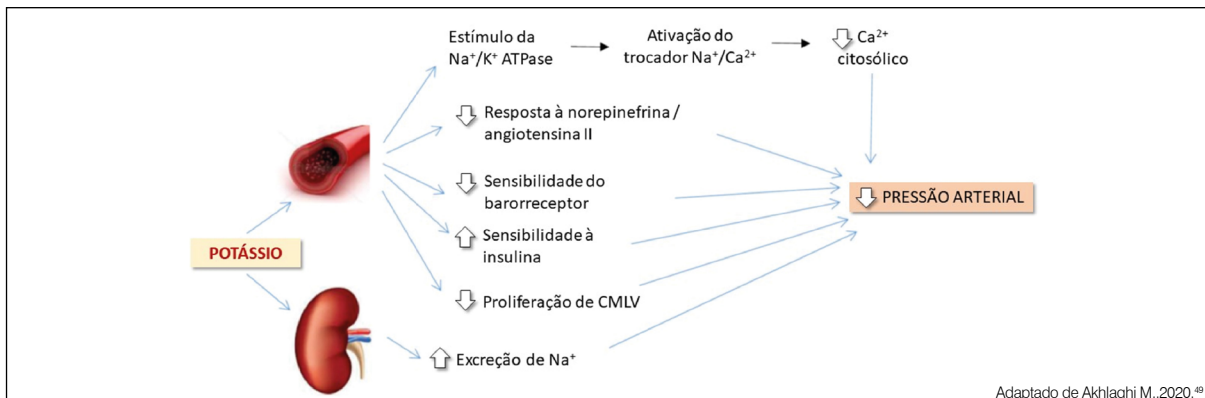 Estímulo da
Na⁺/K⁺ ATPase
Ativação do
trocador Na⁺/Ca²⁺
Ca²⁺
citosólico
Resposta à norepinefrina /
angiotensina II
Sensibilidade do
barorreceptor
PRESSÃO ARTERIAL
Sensibilidade à
insulina
POTÁSSIO
Proliferação de CMLV
Excreção de Na⁺
Adaptado de Akhlaghi M.,2020.⁴⁹